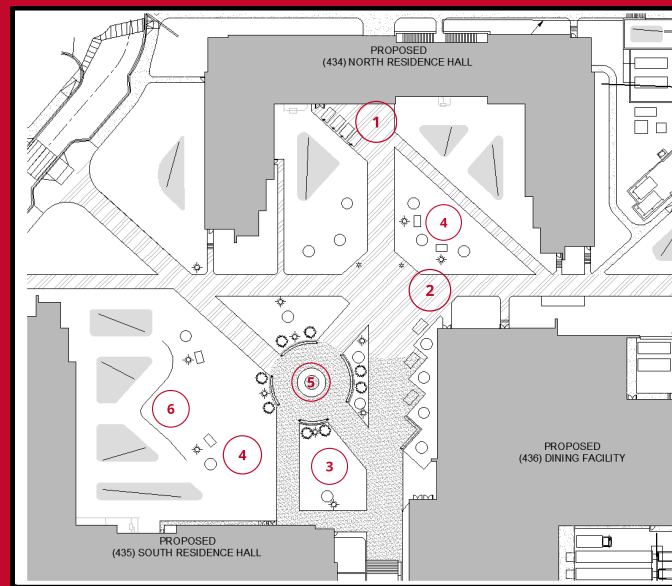 PROPOSED
(434) NORTH RESIDENCE HALL
1
4
2
5
6
4
3
PROPOSED
(436) DINING FACILITY
PROPOSED
(435) SOUTH RESIDENCE HALL